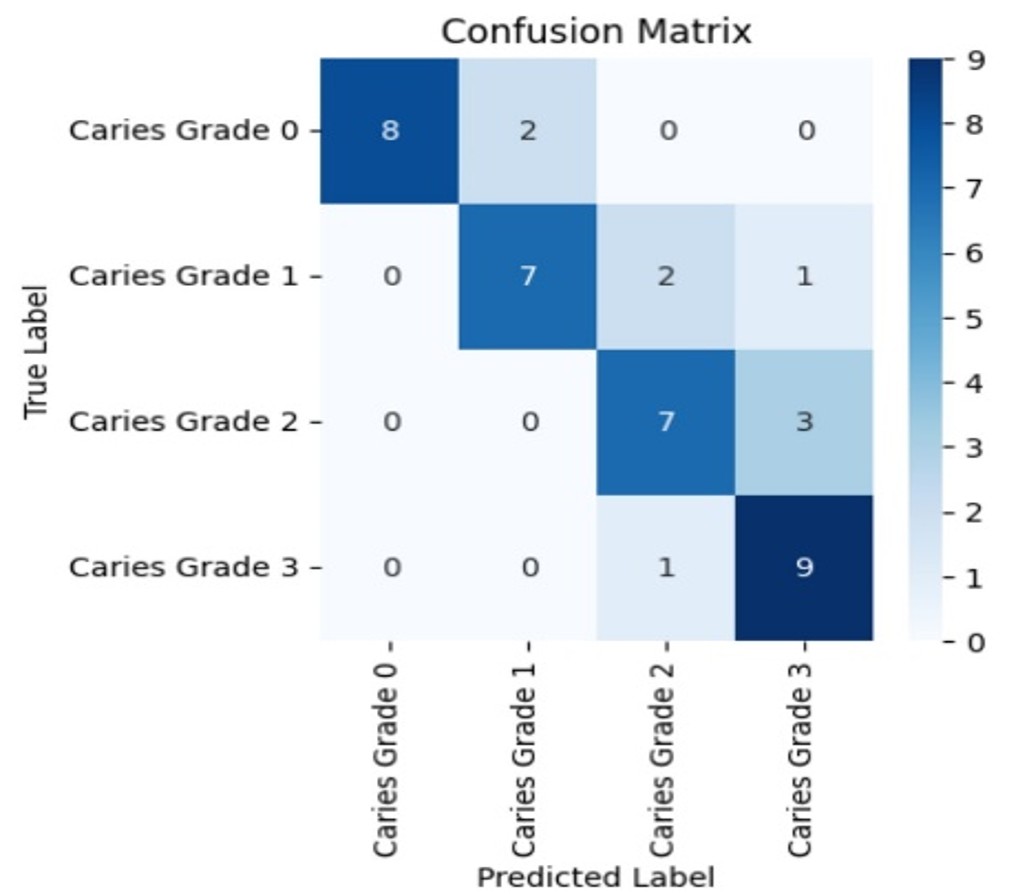 Confusion Matrix
Caries Grade 0 8 2 0 0
Caries Grade 1 0 7 2 1
Caries Grade 2 0 0 7 3
Caries Grade 3 0 0 1 9
True Label
Caries Grade 0
Caries Grade 1
Caries Grade 2
Caries Grade 3
Predicted Label
9
8
7
6
5
4
3
2
1
0